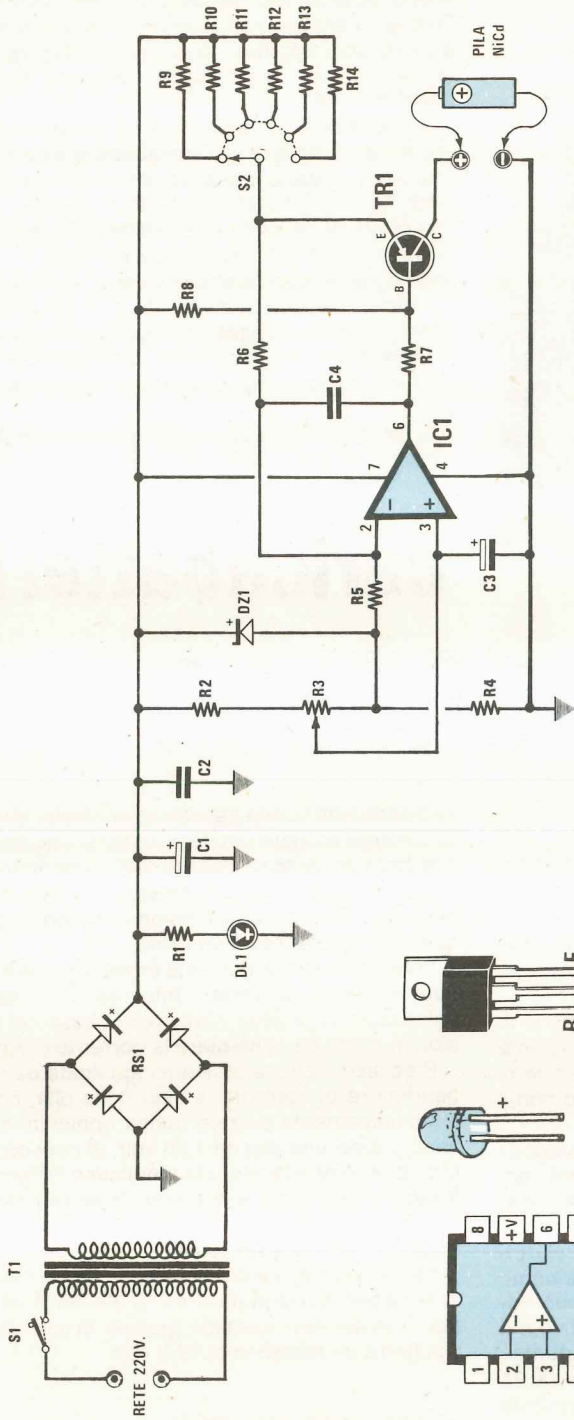 S1
T1
RETE 220V.
RS1
R1
DL1
C1
C2
R2
R3
R4
DZ1
R5
2
3
−
+
C3
7
4
6
IC1
R6
C4
R8
R7
B
E
C
TR1
S2
R9
R10
R11
R12
R13
R14
PILA
NiCd
+
+
−
1
2
3
−
+
8
+V
6
+
B
E